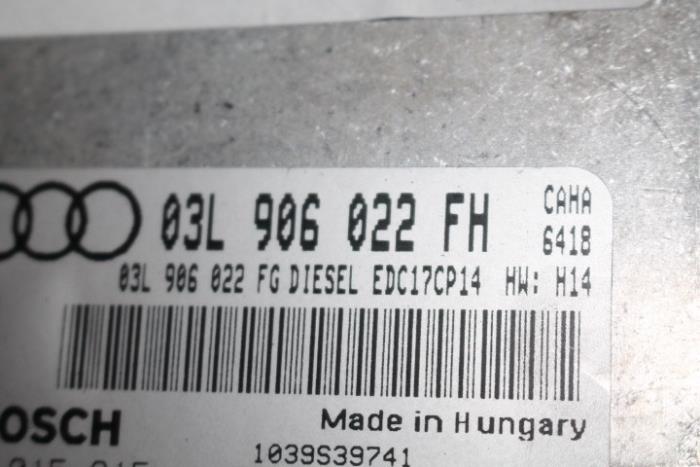 03L 906 022 FH CAHA
6418
03L 906 022 FG DIESEL EDC17CP14 HW: H14
OSCH
Made in Hungary
1039S39741